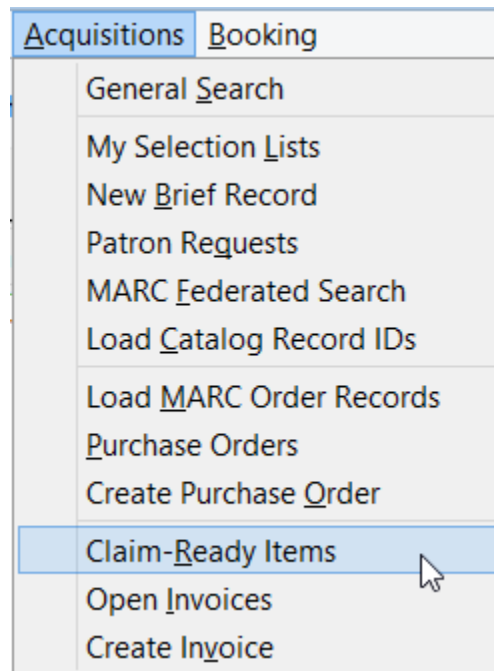 Acquisitions Booking
General Search
My Selection Lists
New Brief Record
Patron Requests
MARC Federated Search
Load Catalog Record IDs
Load MARC Order Records
Purchase Orders
Create Purchase Order
Claim-Ready Items
Open Invoices
Create Invoice